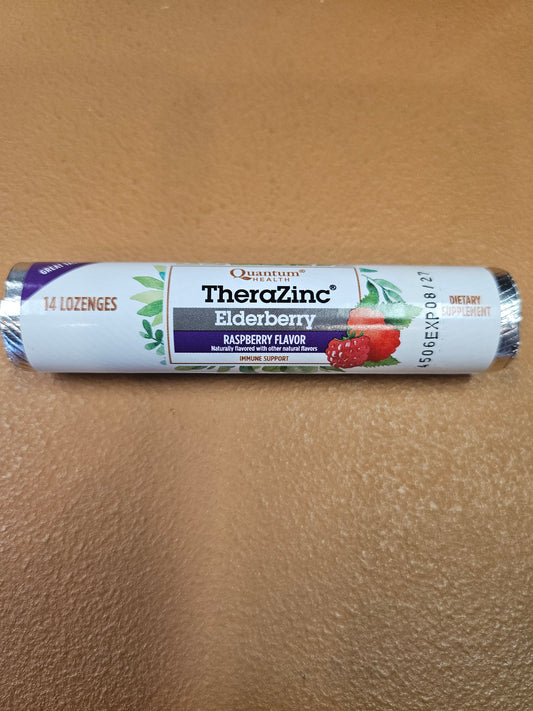 14 LOZENGES
Quantum®
HEALTH
TheraZinc®
Elderberry
RASPBERRY FLAVOR
Naturally flavored with other natural flavors
IMMUNE SUPPORT
4506EXP08/27
DIETARY
SUPPLEMENT
GREAT